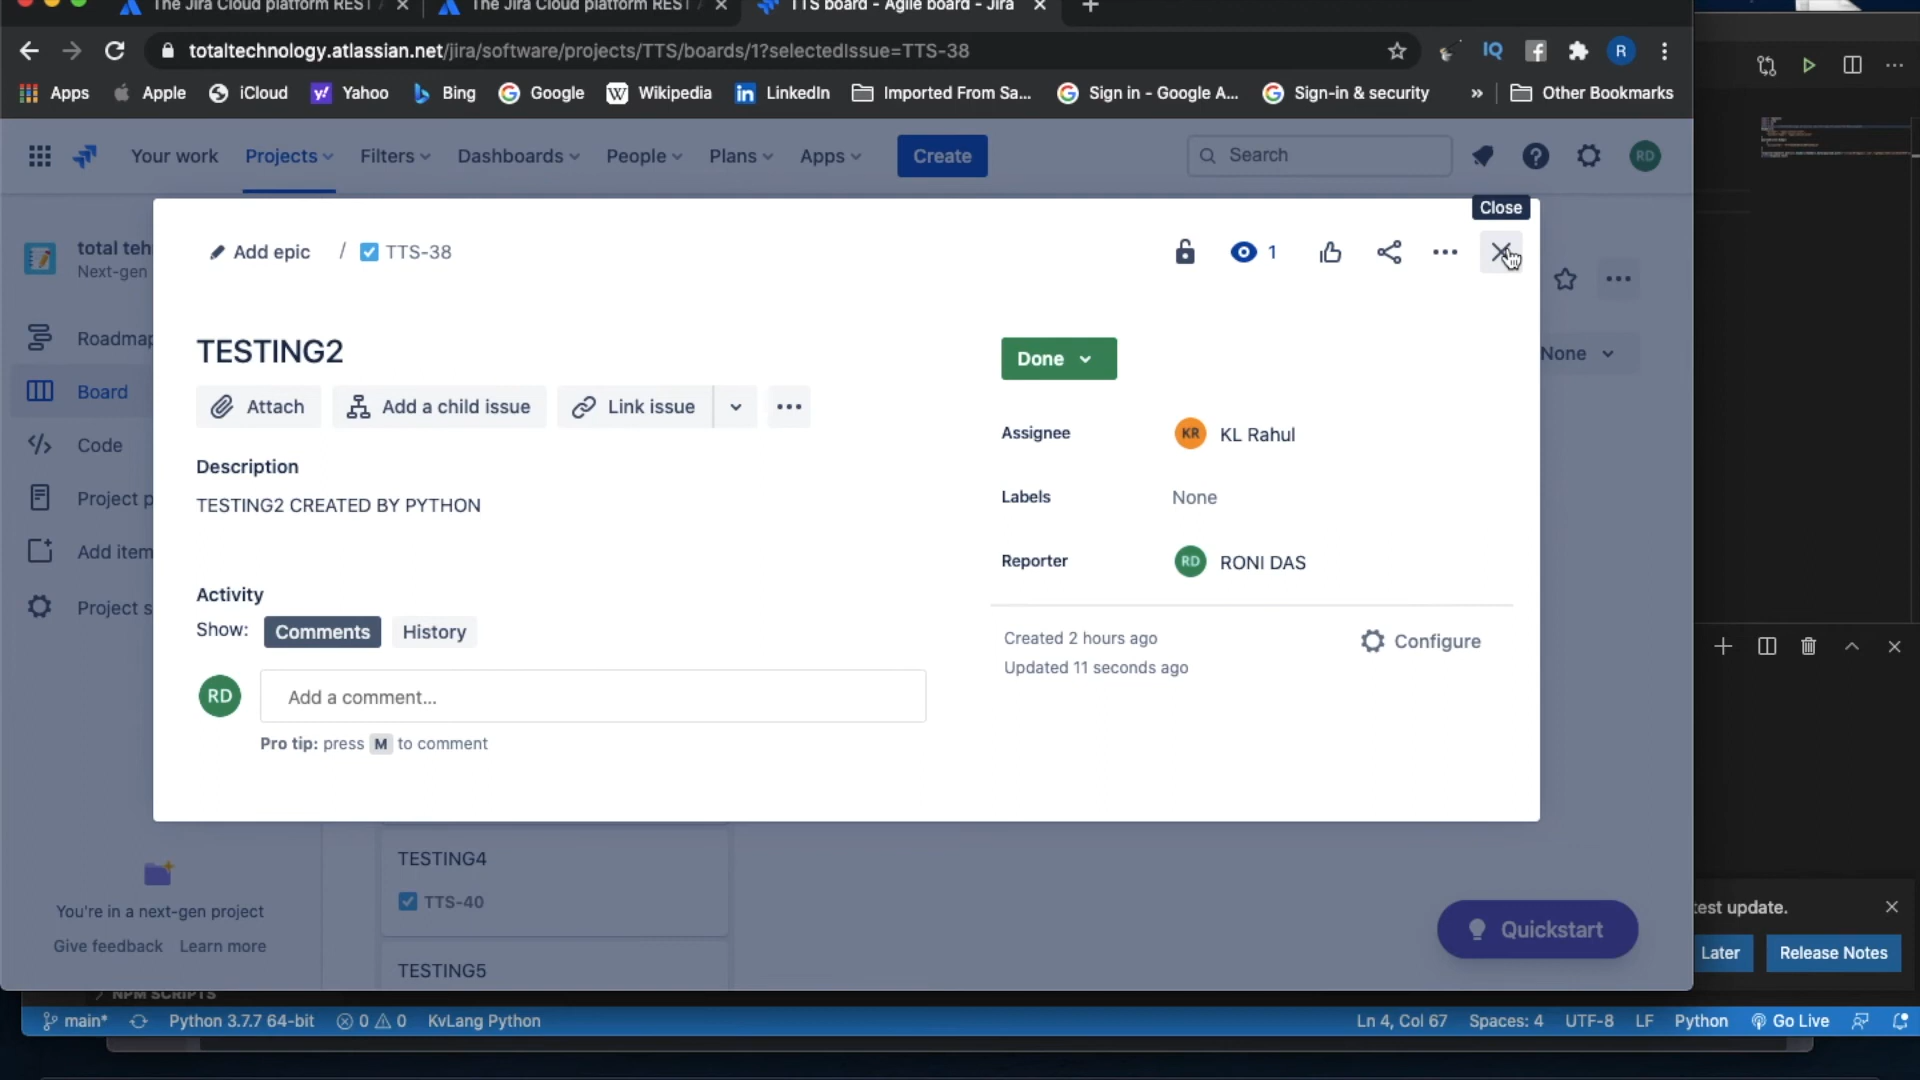 The Jira Cloud platform REST
The Jira Cloud platform REST
TTS board - Agile board - Jira
totaltechnology.atlassian.net/jira/software/projects/TTS/boards/1?selectedIssue=TTS-38
IQ
R
Apps
Apple
iCloud
Yahoo
Bing
Google
Wikipedia
LinkedIn
Imported From Sa...
Sign in - Google A...
Sign-in & security
»
Other Bookmarks
Your work
Projects
Filters
Dashboards
People
Plans
Apps
Create
Search
RD
Close
total teh
Next-gen
Add epic / TTS-38
1
Roadmap
Board
Code
Project p
Add item
Project s
None
TESTING2
Done
Attach
Add a child issue
Link issue
Assignee
KR KL Rahul
Description
TESTING2 CREATED BY PYTHON
Labels
None
Reporter
RD RONI DAS
Activity
Show:
Comments
History
Created 2 hours ago
Updated 11 seconds ago
Configure
RD
Add a comment...
Pro tip: press M to comment
TESTING4
TTS-40
TESTING5
You're in a next-gen project
Give feedback Learn more
Quickstart
test update.
Later
Release Notes
NPM SCRIPTS
main*
Python 3.7.7 64-bit
0 0
KvLang Python
Ln 4, Col 67
Spaces: 4
UTF-8
LF
Python
Go Live